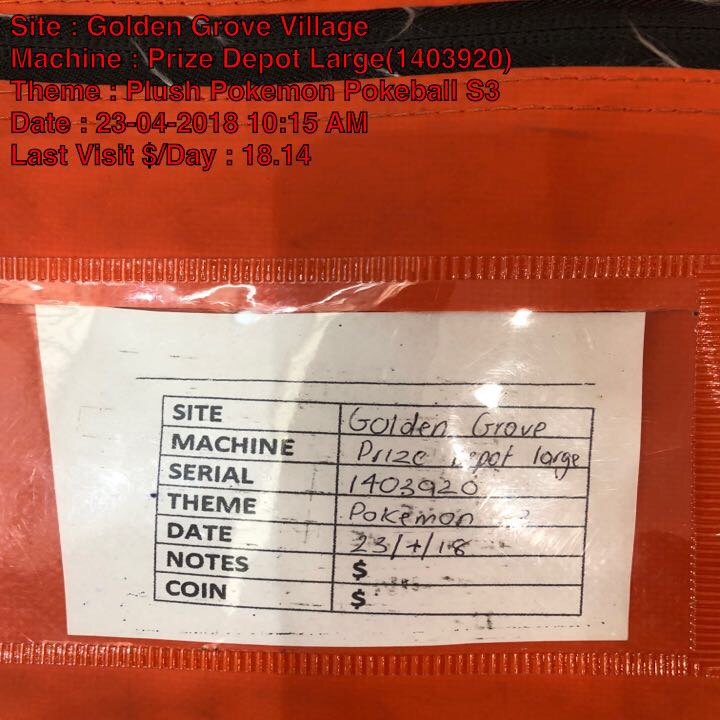 Site : Golden Grove Village
Machine : Prize Depot Large(1403920)
Theme : Plush Pokemon Pokeball S3
Date : 23-04-2018 10:15 AM
Last Visit $/Day : 18.14
SITE Golden Grove
MACHINE Prize Depot large
SERIAL 1403920
THEME Pokemon
DATE 23/4/18
NOTES $
COIN $